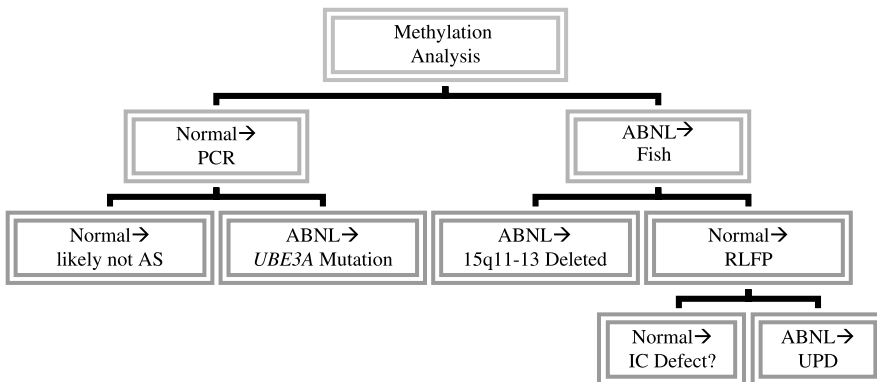 Methylation
Analysis
Normal→
PCR
ABNL→
Fish
Normal→
likely not AS
ABNL→
UBE3A Mutation
ABNL→
15q11-13 Deleted
Normal→
RLFP
Normal→
IC Defect?
ABNL→
UPD